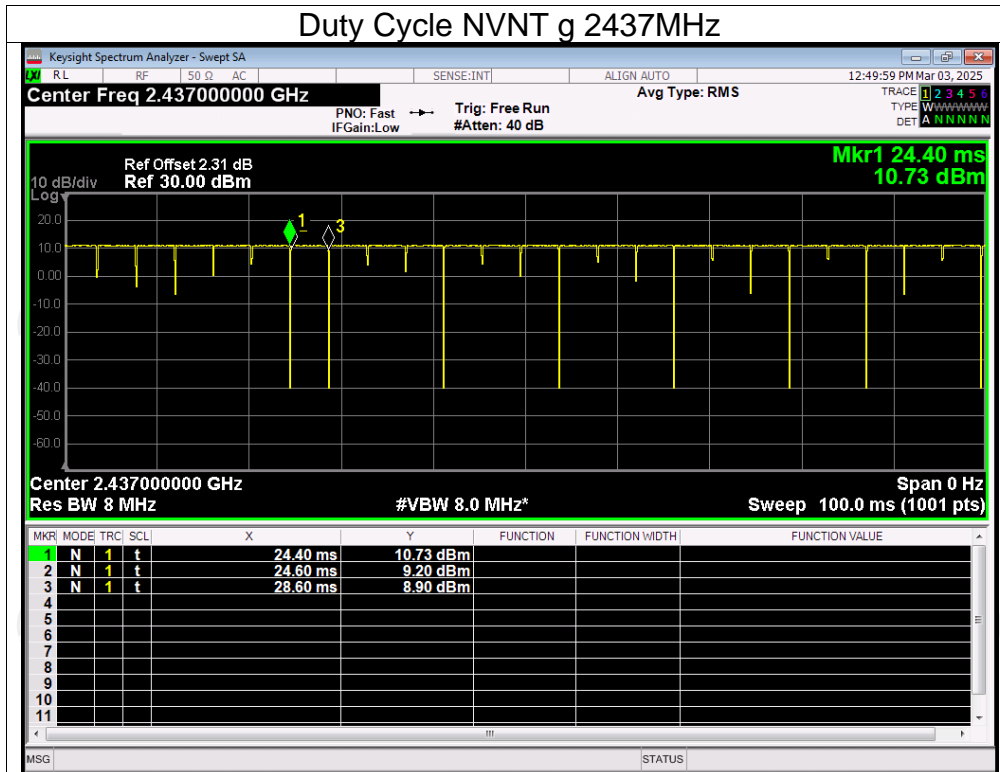 Duty Cycle NVNT g 2437MHz
Keysight Spectrum Analyzer - Swept SA
LXI RL RF 50 Ω AC SENSE:INT ALIGN AUTO 12:49:59 PM Mar 03, 2025
Center Freq 2.437000000 GHz Avg Type: RMS TRACE 1 2 3 4 5 6
PNO: Fast Trig: Free Run TYPE WWWWWW
IFGain:Low #Atten: 40 dB DET A N N N N N
Mkr1 24.40 ms
10.73 dBm
Ref Offset 2.31 dB
10 dB/div Ref 30.00 dBm
Log
1
3
20.0
10.0
0.00
-10.0
-20.0
-30.0
-40.0
-50.0
-60.0
Center 2.437000000 GHz Span 0 Hz
Res BW 8 MHz #VBW 8.0 MHz* Sweep 100.0 ms (1001 pts)
MKR MODE TRC SCL X Y FUNCTION FUNCTION WIDTH FUNCTION VALUE
1 N 1 t 24.40 ms 10.73 dBm
2 N 1 t 24.60 ms 9.20 dBm
3 N 1 t 28.60 ms 8.90 dBm
4
5
6
7
8
9
10
11
MSG STATUS